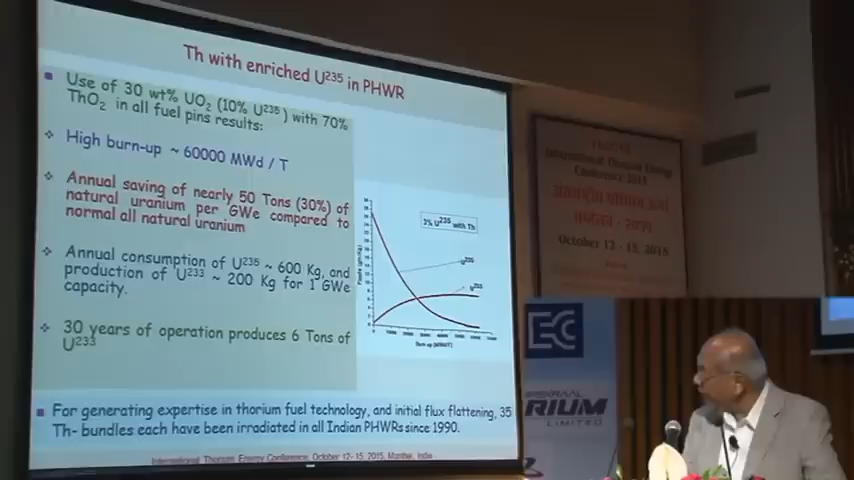 Th with enriched U235 in PHWR
Use of 30 wt% UO2 (10% U235 ) with 70%
ThO2 in all fuel pins results:
High burn-up ~ 60000 MWd / T
Annual saving of nearly 50 Tons (30%) of
natural uranium per GWe compared to
normal all natural uranium
Annual consumption of U235 ~ 600 Kg, and
production of U233 ~ 200 Kg for 1 GWe
capacity.
30 years of operation produces 6 Tons of
U233
3% U235 with Th
Burn up (MWd/T)
For generating expertise in thorium fuel technology, and initial flux flattening, 35
Th- bundles each have been irradiated in all Indian PHWRs since 1990.
International Thorium Energy Conference, October 12-15, 2015, Mumbai, India
International Thorium Energy
Conference 2015
October 12 - 15, 2015
EC
RIUM
LIMITED